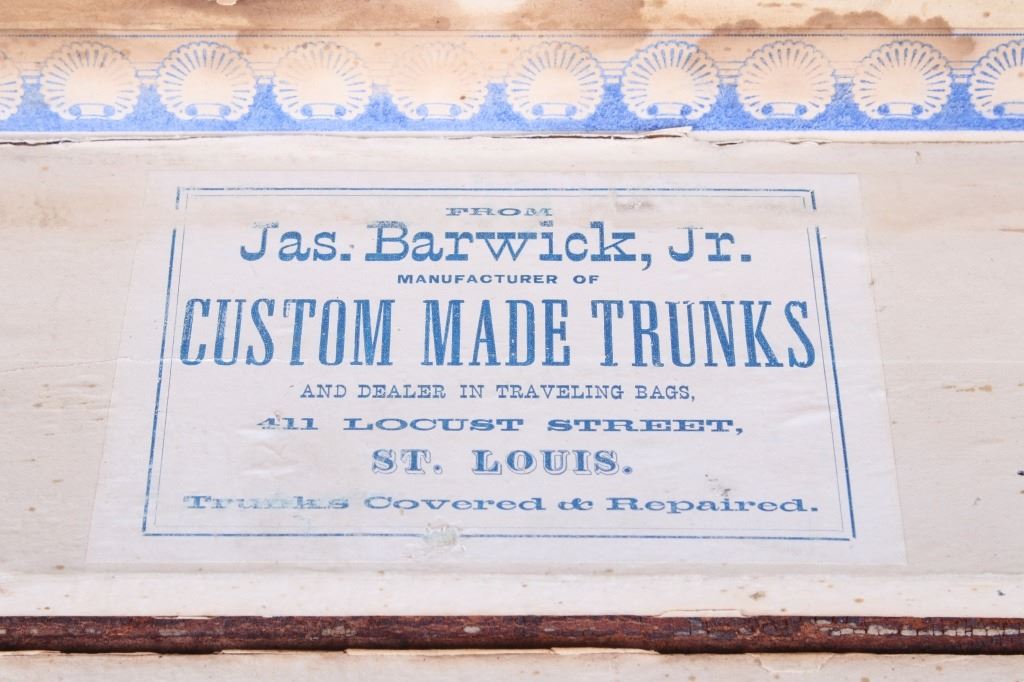 FROM
Jas. Barwick, Jr.
MANUFACTURER OF
CUSTOM MADE TRUNKS
AND DEALER IN TRAVELING BAGS,
411 LOCUST STREET,
ST. LOUIS.
Trunks Covered & Repaired.